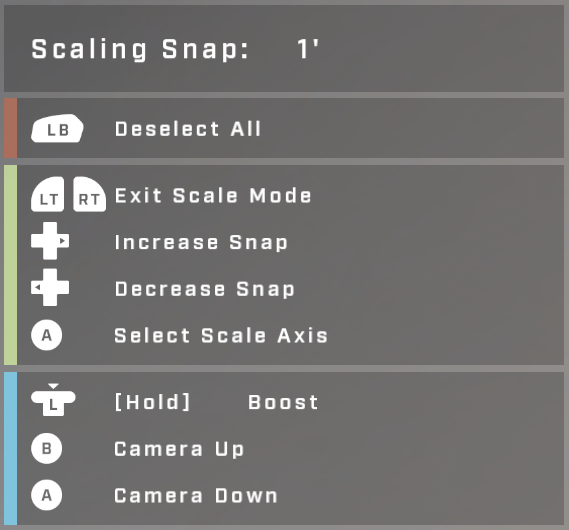 Scaling Snap: 1'
LB Deselect All
LT RT Exit Scale Mode
Increase Snap
Decrease Snap
A Select Scale Axis
L [Hold] Boost
B Camera Up
A Camera Down